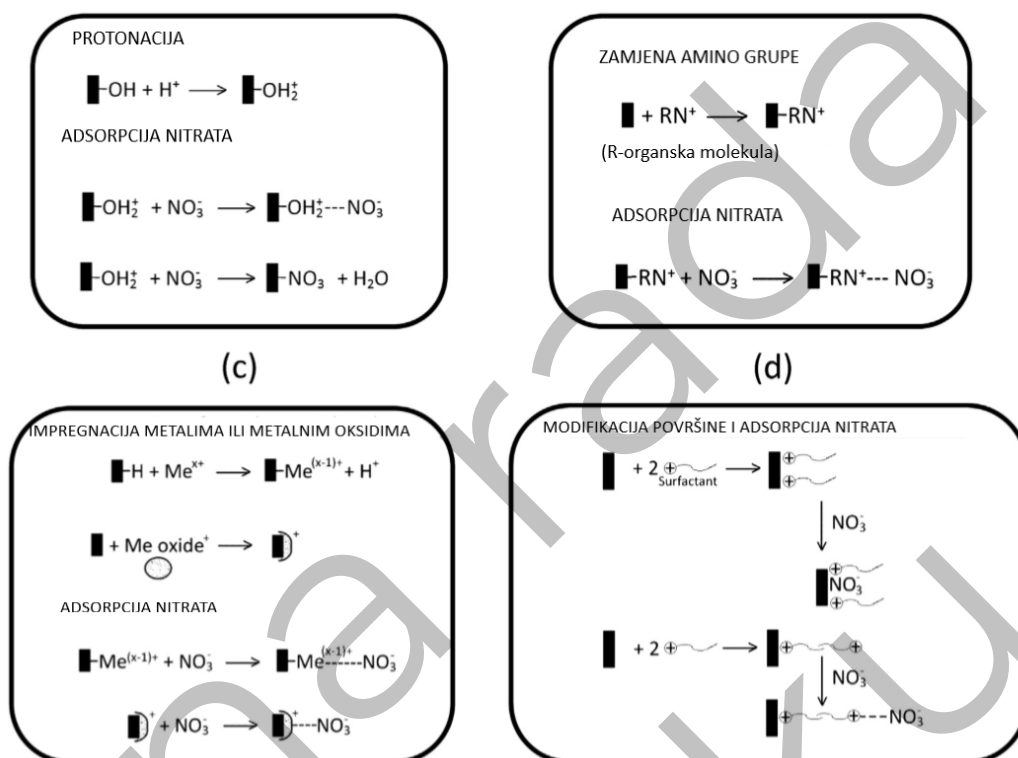 PROTONACIJA
-OH + H⁺ → -OH₂⁺
ADSORPCIJA NITRATA
-OH₂⁺ + NO₃⁻ → -OH₂⁺---NO₃⁻
-OH₂⁺ + NO₃⁻ → -NO₃ + H₂O
ZAMJENA AMINO GRUPE
+ RN⁺ → -RN⁺
(R-organska molekula)
ADSORPCIJA NITRATA
-RN⁺ + NO₃⁻ → -RN⁺--- NO₃⁻
(c)
(d)
IMPREGNACIJA METALIMA ILI METALNIM OKSIDIMA
-H + Meˣ⁺ → -Me⁽ˣ⁻¹⁾⁺ + H⁺
+ Me oxide⁺ → ⁺
ADSORPCIJA NITRATA
-Me⁽ˣ⁻¹⁾⁺ + NO₃⁻ → -Me⁽ˣ⁻¹⁾⁺------NO₃⁻
⁺ + NO₃⁻ → ⁺----NO₃⁻
MODIFIKACIJA POVRŠINE I ADSORPCIJA NITRATA
+ 2 ⊕ → ⊕
Surfactant
⊕
NO₃⁻
⊕
NO₃⁻
⊕
+ 2 ⊕ → ⊕ ⊕
NO₃⁻
⊕ ⊕---NO₃⁻